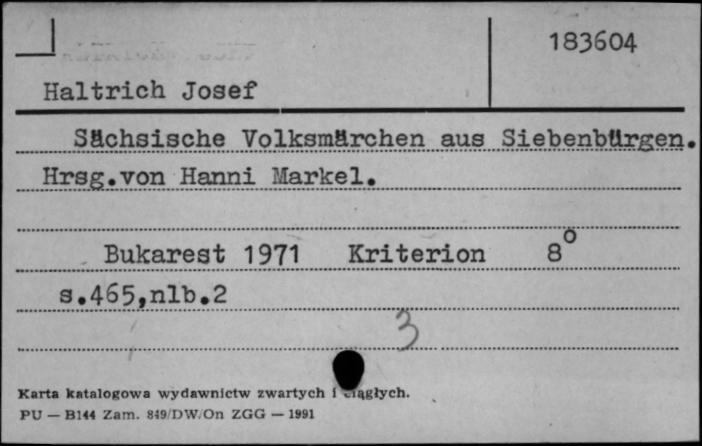 183604
Haltrich Josef
Sächsische Volksmärchen aus Siebenbürgen.
Hrsg.von Hanni Markel.
Bukarest 1971 Kriterion 8°
s.465,nlb.2
3
Karta katalogowa wydawnictw zwartych i ciągłych.
PU — B144 Zam. 849/DW/On ZGG — 1991